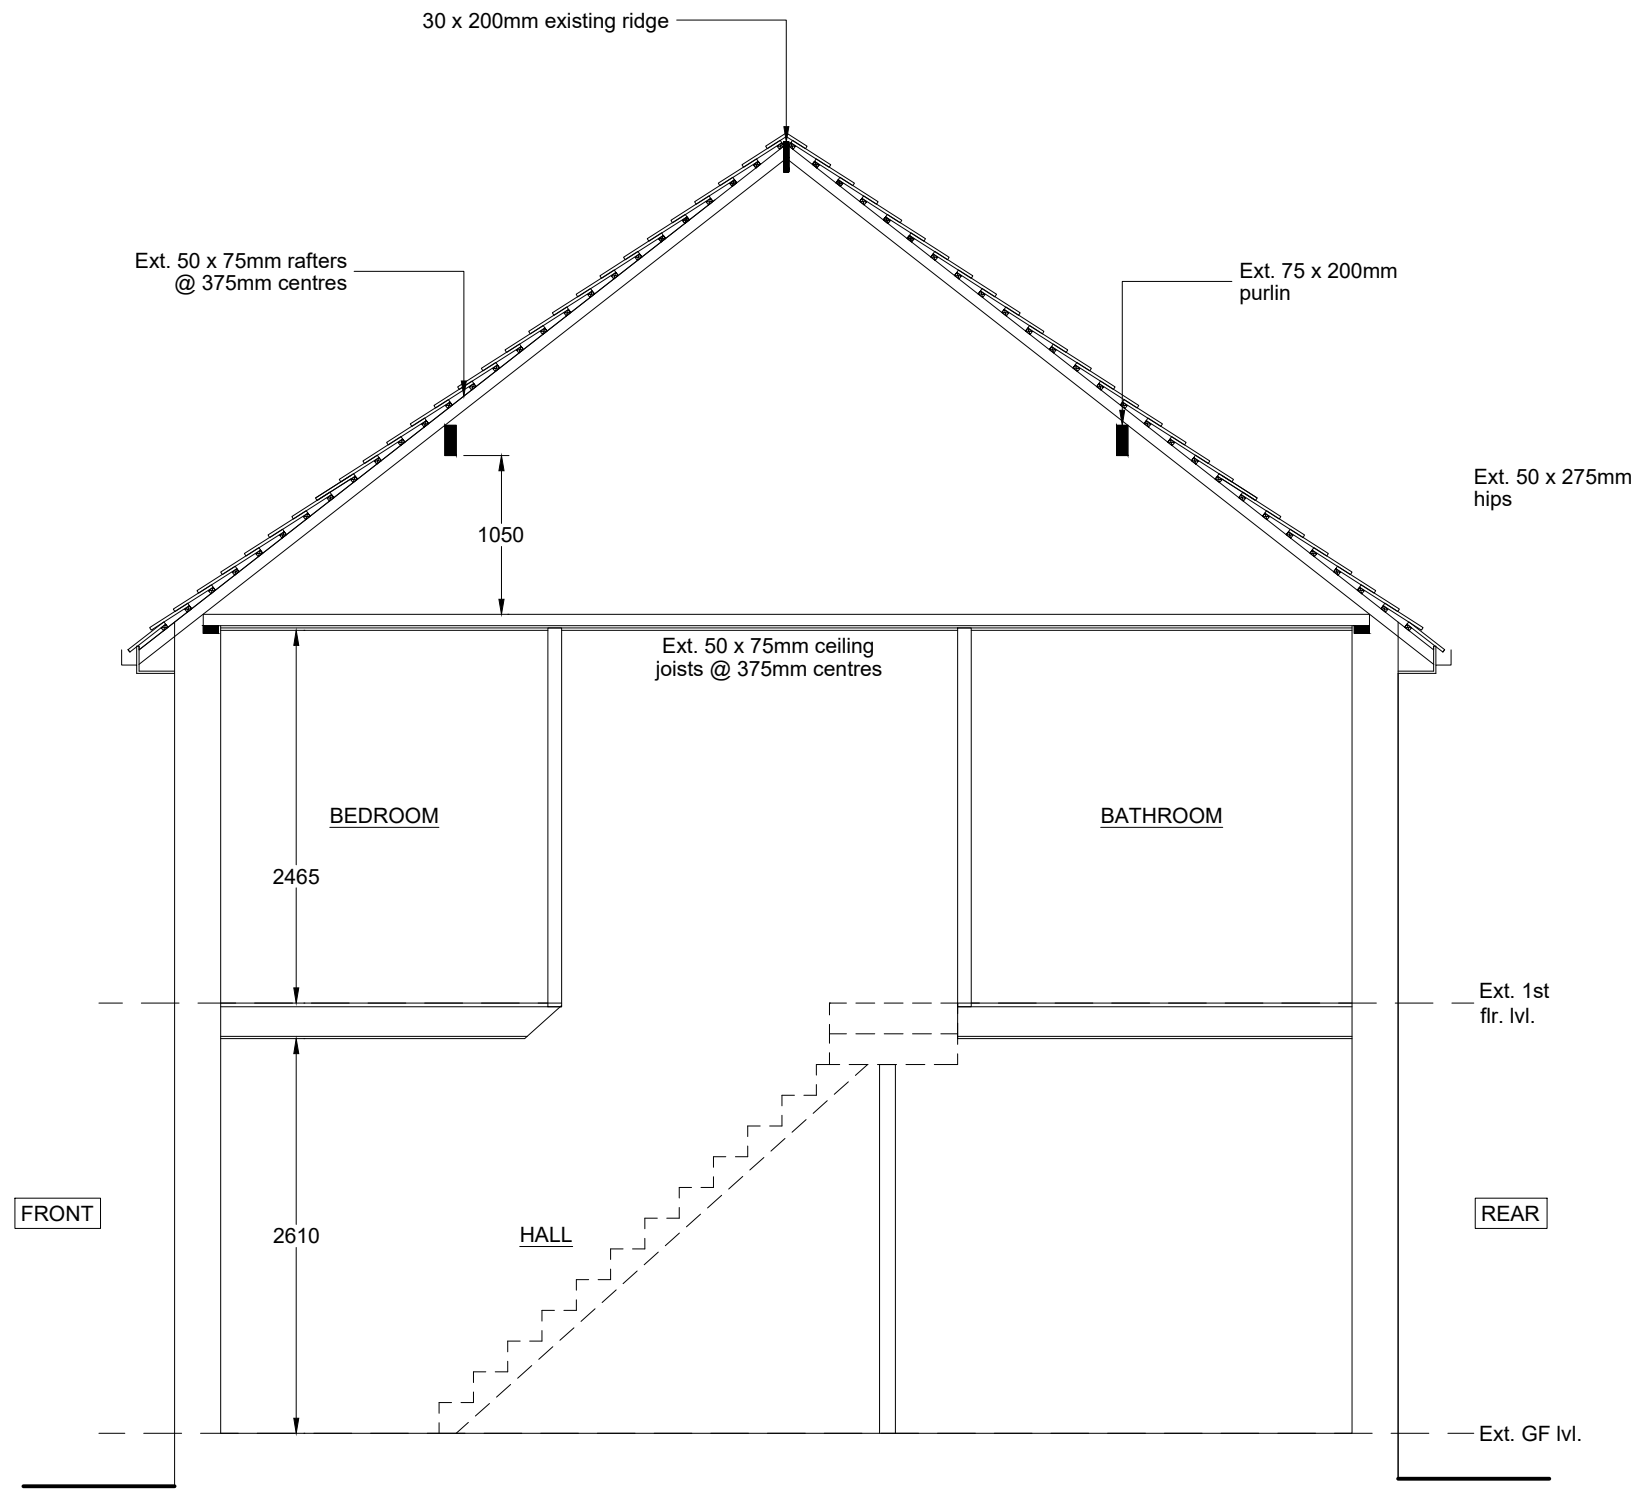 30 x 200mm existing ridge
Ext. 50 x 75mm rafters
@ 375mm centres
Ext. 75 x 200mm
purlin
Ext. 50 x 275mm
hips
1050
Ext. 50 x 75mm ceiling
joists @ 375mm centres
BEDROOM
BATHROOM
2465
Ext. 1st
flr. lvl.
FRONT
2610
HALL
REAR
Ext. GF lvl.